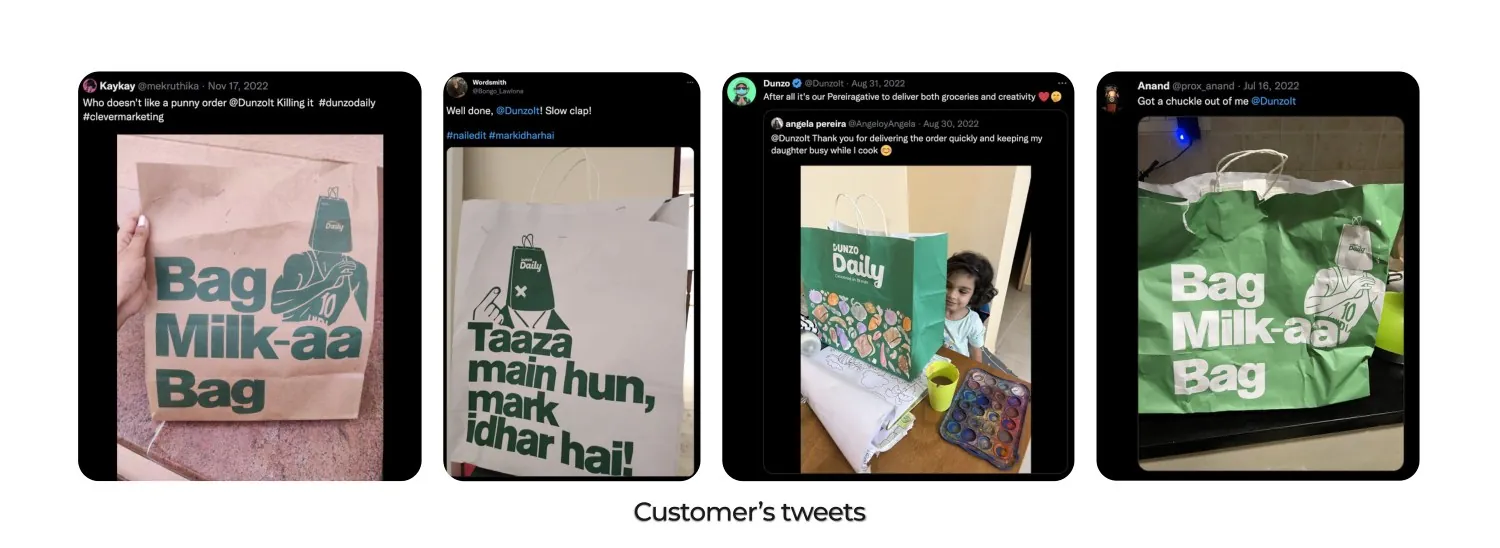 Kaykay @mekruthika · Nov 17, 2022
Who doesn't like a punny order @DunzoIt Killing it #dunzodaily
#clevermarketing
Daily
10
Bag
Milk-aa
Bag
Wordsmith
@Bongo_Lawlona
Well done, @DunzoIt! Slow clap!
#nailedit #markidharhai
Daily
Taaza
main hun,
mark
idhar hai!
Dunzo @DunzoIt · Aug 31, 2022
After all it's our Pereiragative to deliver both groceries and creativity ❤️🤭
angela pereira @AngeloyAngela · Aug 30, 2022
@DunzoIt Thank you for delivering the order quickly and keeping my
daughter busy while I cook 😊
DUNZO
Daily
Anand @prox_anand · Jul 16, 2022
Got a chuckle out of me @DunzoIt
Daily
10
Bag
Milk-aa
Bag
Customer's tweets